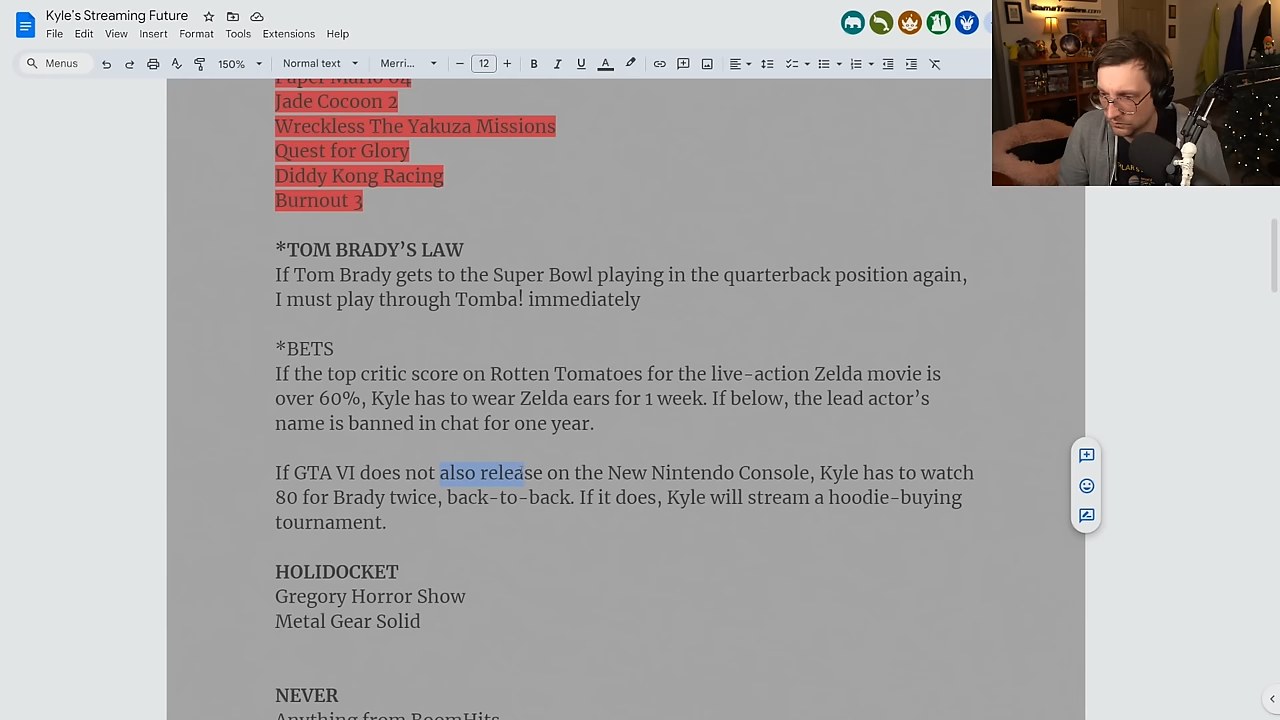 Kyle's Streaming Future
File Edit View Insert Format Tools Extensions Help
Menus 150% Normal text Merri... 12
Paper Mario 64
Jade Cocoon 2
Wreckless The Yakuza Missions
Quest for Glory
Diddy Kong Racing
Burnout 3
*TOM BRADY'S LAW
If Tom Brady gets to the Super Bowl playing in the quarterback position again,
I must play through Tomba! immediately
*BETS
If the top critic score on Rotten Tomatoes for the live-action Zelda movie is
over 60%, Kyle has to wear Zelda ears for 1 week. If below, the lead actor's
name is banned in chat for one year.
If GTA VI does not also release on the New Nintendo Console, Kyle has to watch
80 for Brady twice, back-to-back. If it does, Kyle will stream a hoodie-buying
tournament.
HOLIDOCKET
Gregory Horror Show
Metal Gear Solid
NEVER
Anything from BoomHits